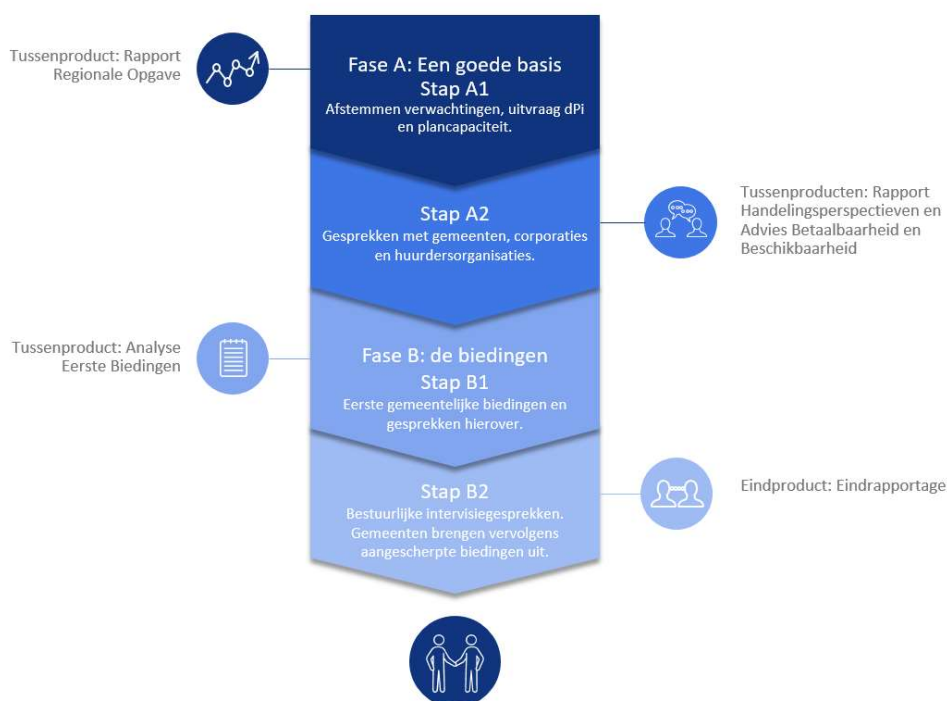 Tussenproduct: Rapport
Regionale Opgave
Fase A: Een goede basis
Stap A1
Afstemmen verwachtingen, uitvraag dPi
en plancapaciteit.
Stap A2
Gesprekken met gemeenten, corporaties
en huurdersorganisaties.
Tussenproducten: Rapport
Handelingsperspectieven en
Advies Betaalbaarheid en
Beschikbaarheid
Tussenproduct: Analyse
Eerste Biedingen
Fase B: de biedingen
Stap B1
Eerste gemeentelijke biedingen en
gesprekken hierover.
Stap B2
Bestuurlijke intervisiegesprekken.
Gemeenten brengen vervolgens
aangescherpte biedingen uit.
Eindproduct: Eindrapportage